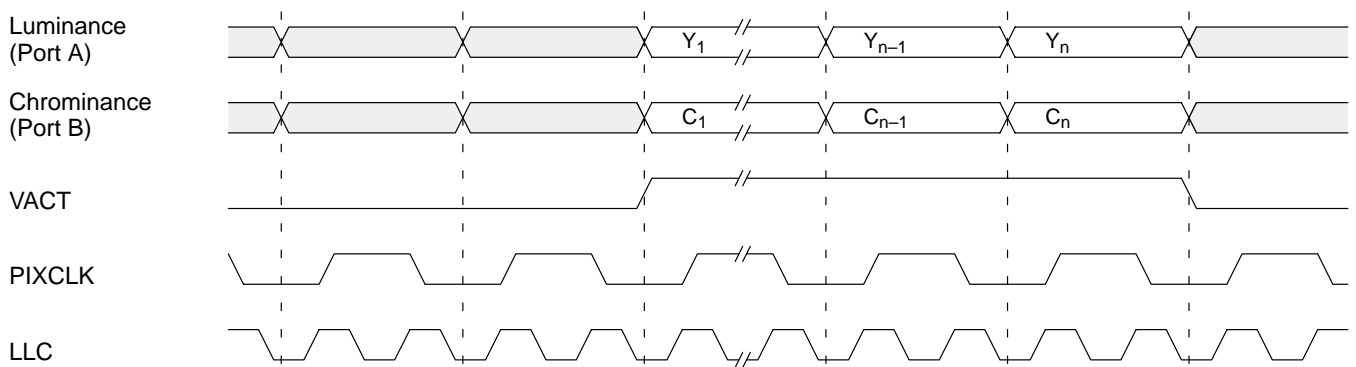 Luminance
(Port A)
Y1
Yn–1
Yn
Chrominance
(Port B)
C1
Cn–1
Cn
VACT
PIXCLK
LLC